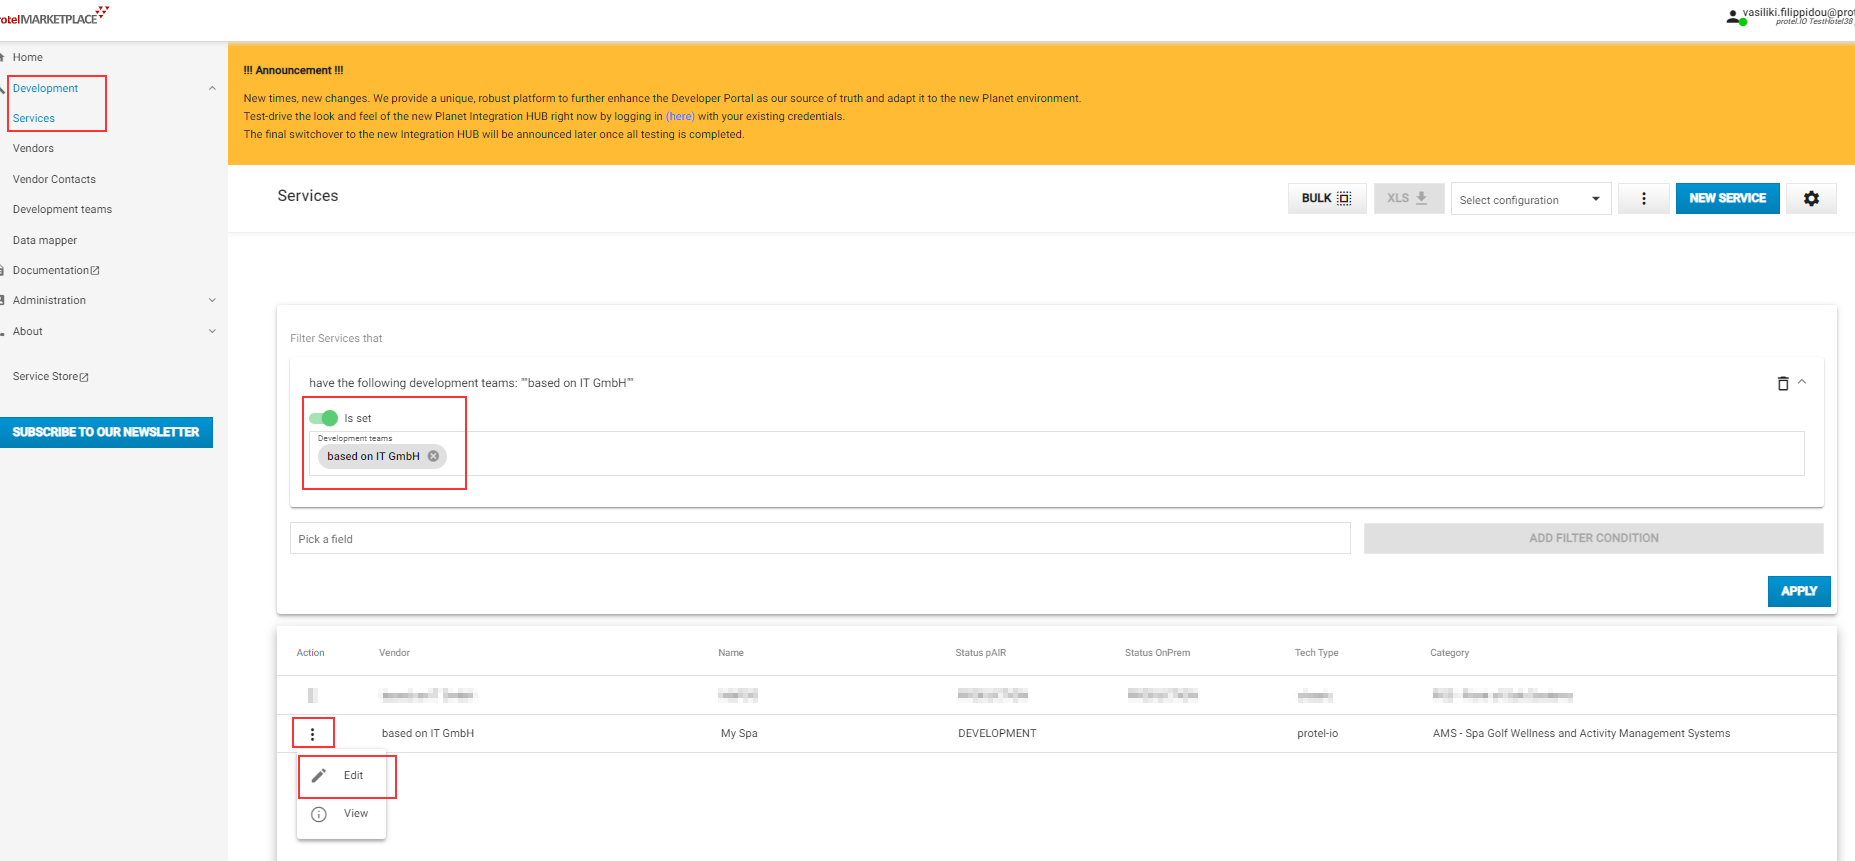 MARKETPLACE
vasiliki.filippidou@prot
protel.IO TestHotel38
Home
Development
Services
Vendors
Vendor Contacts
Development teams
Data mapper
Documentation
Administration
About
Service Store
SUBSCRIBE TO OUR NEWSLETTER
!!! Announcement !!!
New times, new changes. We provide a unique, robust platform to further enhance the Developer Portal as our source of truth and adapt it to the new Planet environment.
Test-drive the look and feel of the new Planet Integration HUB right now by logging in (here) with your existing credentials.
The final switchover to the new Integration HUB will be announced later once all testing is completed.
Services
BULK
XLS
Select configuration
NEW SERVICE
Filter Services that
have the following development teams: ""based on IT GmbH""
Is set
Development teams
based on IT GmbH
Pick a field
ADD FILTER CONDITION
APPLY
Action Vendor Name Status pAIR Status OnPrem Tech Type Category
based on IT GmbH My Spa DEVELOPMENT protel-io AMS - Spa Golf Wellness and Activity Management Systems
Edit
View